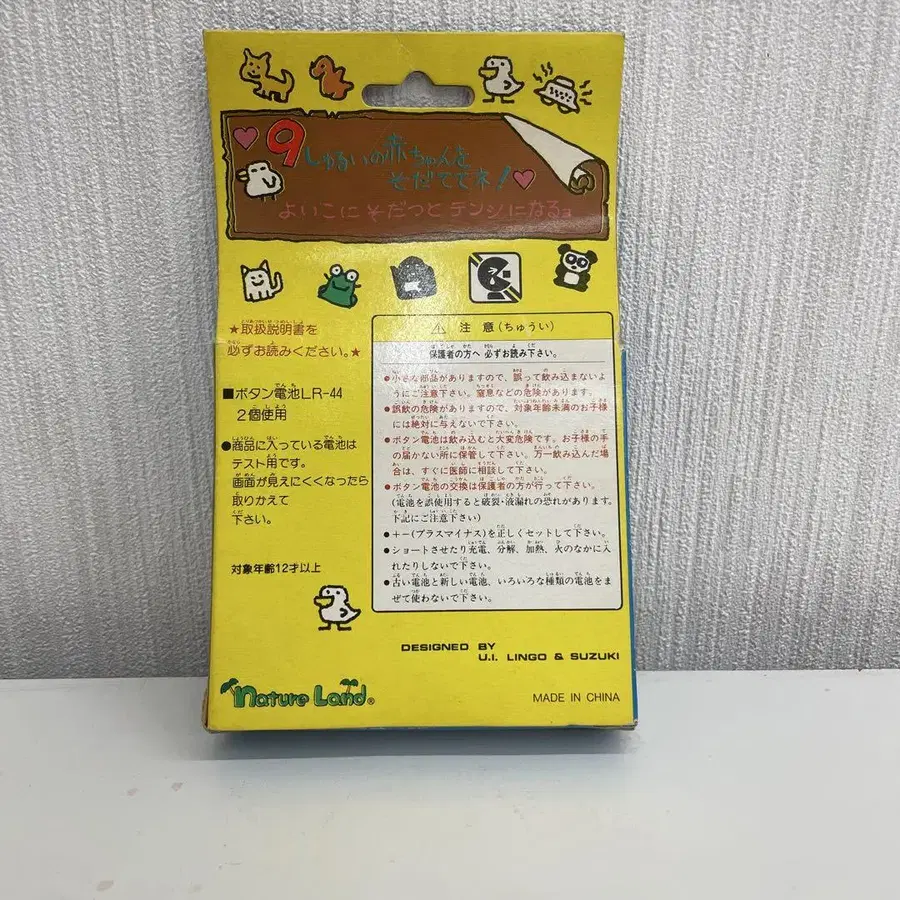 9しゅるいの赤ちゃんを
そだててネ!
よいこにそだつとテンシになるョ
★取扱説明書を
必ずお読みください。★
■ボタン電池LR-44
2個使用
●商品に入っている電池は
テスト用です。
画面が見えにくくなったら
取りかえて
下さい。
対象年齢12才以上
⚠ 注 意 (ちゅうい)
保護者の方へ 必ずお読み下さい。
●小さな部品がありますので、誤って飲み込まないよ
うにご注意下さい。窒息などの危険があります。
●誤飲の危険がありますので、対象年齢未満のお子様
には絶対に与えないで下さい。
●ボタン電池は飲み込むと大変危険です。お子様の手
の届かない所に保管して下さい。万一飲み込んだ場
合は、すぐに医師に相談して下さい。
●ボタン電池の交換は保護者の方が行って下さい。
(電池を誤使用すると破裂・液漏れの恐れがあります。
下記にご注意下さい)
●+−(プラスマイナス)を正しくセットして下さい。
●ショートさせたり充電、分解、加熱、火のなかに入
れたりしないで下さい。
●古い電池と新しい電池、いろいろな種類の電池をま
ぜて使わないで下さい。
DESIGNED BY
U.I. LINGO & SUZUKI
nature Land®
MADE IN CHINA